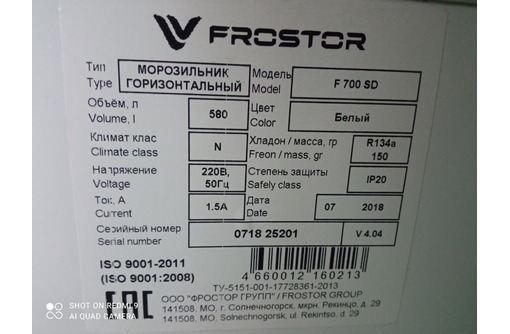 FROSTOR
Тип МОРОЗИЛЬНИК Модель F 700 SD
Type ГОРИЗОНТАЛЬНЫЙ Model
Объём, л 580 Цвет Белый
Volume, l Color
Климат клас N Хладон / масса, гр R134a
Climate class Freon / mass, gr 150
Напряжение 220В, Степень защиты IP20
Voltage 50Гц Safety class
Ток. А 1.5А Дата 07 2018
Current Date
Серийный номер 0718 25201 V 4.04
Serial number
ISO 9001-2011
(ISO 9001:2008)
4 660012 160213
ТУ-5151-001-17728361-2013
EAC ООО "ФРОСТОР ГРУПП" / FROSTOR GROUP
141508, МО, г. Солнечногорск, мкр. Рекинцо, д. 29
141508, MO, Solnechnogorsk, ul. Rekintso, d. 29
SHOT ON REDMI 9
AI QUAD CAMERA